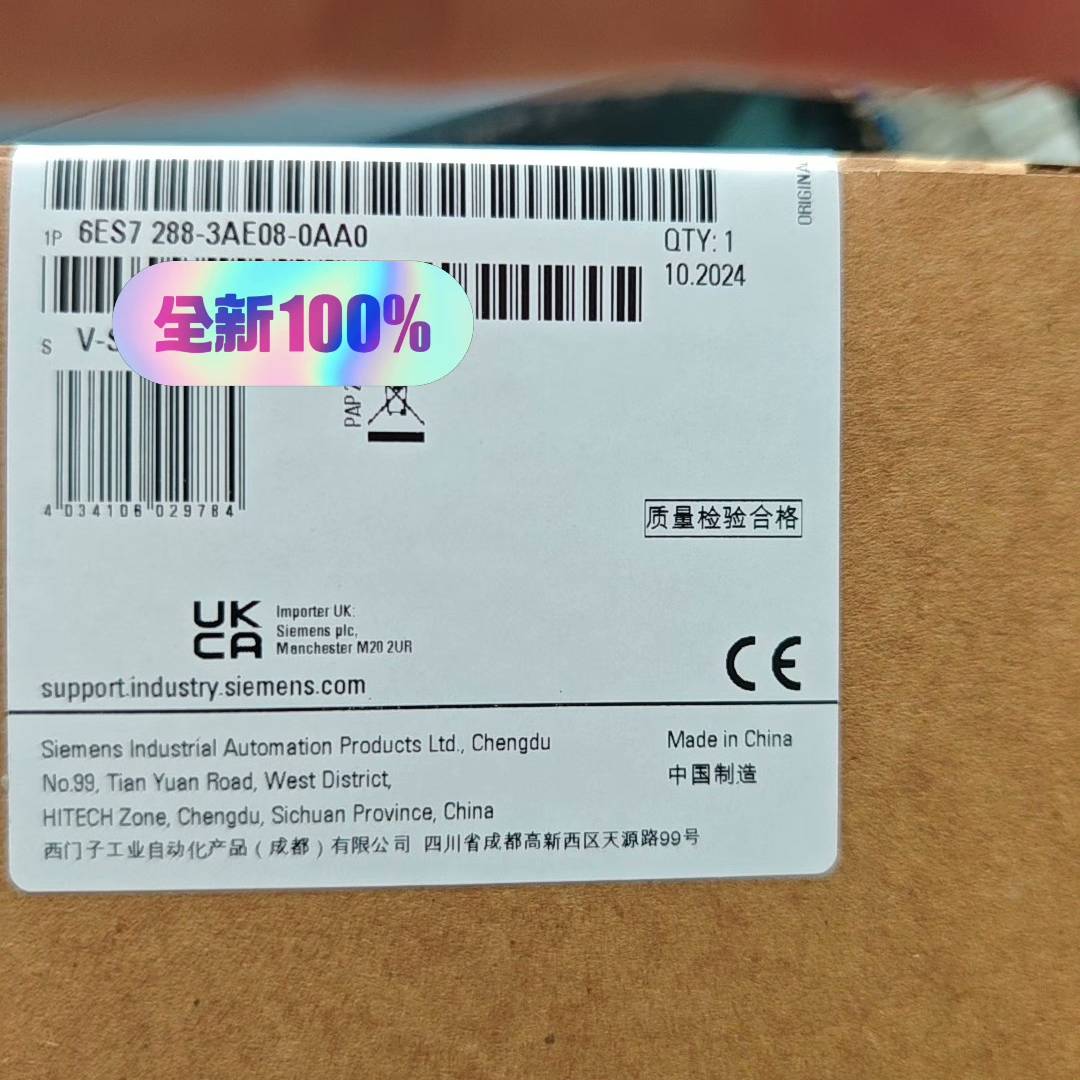 ORIGINA
1P 6ES7 288-3AE08-0AA0
QTY: 1
10.2024
S V-S
全新100%
PAP 2
4 034106 029784
质量检验合格
UK
CA
Importer UK:
Siemens plc,
Manchester M20 2UR
CE
support.industry.siemens.com
Siemens Industrial Automation Products Ltd., Chengdu
No.99, Tian Yuan Road, West District,
HITECH Zone, Chengdu, Sichuan Province, China
西门子工业自动化产品(成都)有限公司 四川省成都高新西区天源路99号
Made in China
中国制造